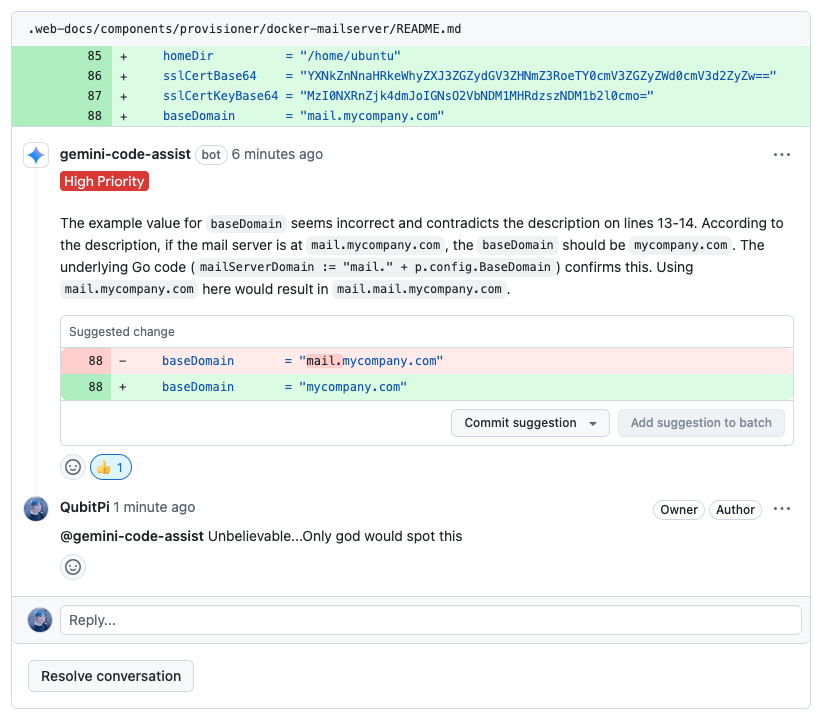 .web-docs/components/provisioner/docker-mailserver/README.md
85 + homeDir = "/home/ubuntu"
86 + sslCertBase64 = "YXNkZnNnaHRkeWhyZXJ3ZGZydGV3ZHNmZ3RoeTY0cmV3ZGZyZWd0cmV3d2ZyZw=="
87 + sslCertKeyBase64 = "MzI0NXRnZjk4dmJoIGNsO2VbNDM1MHRdzszNDM1b2l0cmo="
88 + baseDomain = "mail.mycompany.com"
gemini-code-assist bot 6 minutes ago
High Priority
The example value for baseDomain seems incorrect and contradicts the description on lines 13-14. According to
the description, if the mail server is at mail.mycompany.com, the baseDomain should be mycompany.com. The
underlying Go code (mailServerDomain := "mail." + p.config.BaseDomain) confirms this. Using
mail.mycompany.com here would result in mail.mail.mycompany.com.
Suggested change
88 - baseDomain = "mail.mycompany.com"
88 + baseDomain = "mycompany.com"
Commit suggestion
Add suggestion to batch
👍 1
QubitPi 1 minute ago
Owner Author
@gemini-code-assist Unbelievable...Only god would spot this
Reply...
Resolve conversation